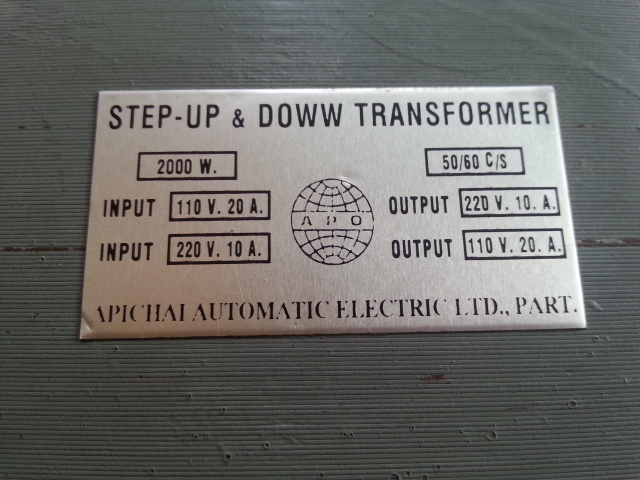 STEP-UP & DOWW TRANSFORMER
2000 W. 50/60 C/S
INPUT 110 V. 20 A. OUTPUT 220 V. 10. A.
APO
INPUT 220 V. 10 A. OUTPUT 110 V. 20. A.
APICHAI AUTOMATIC ELECTRIC LTD., PART.